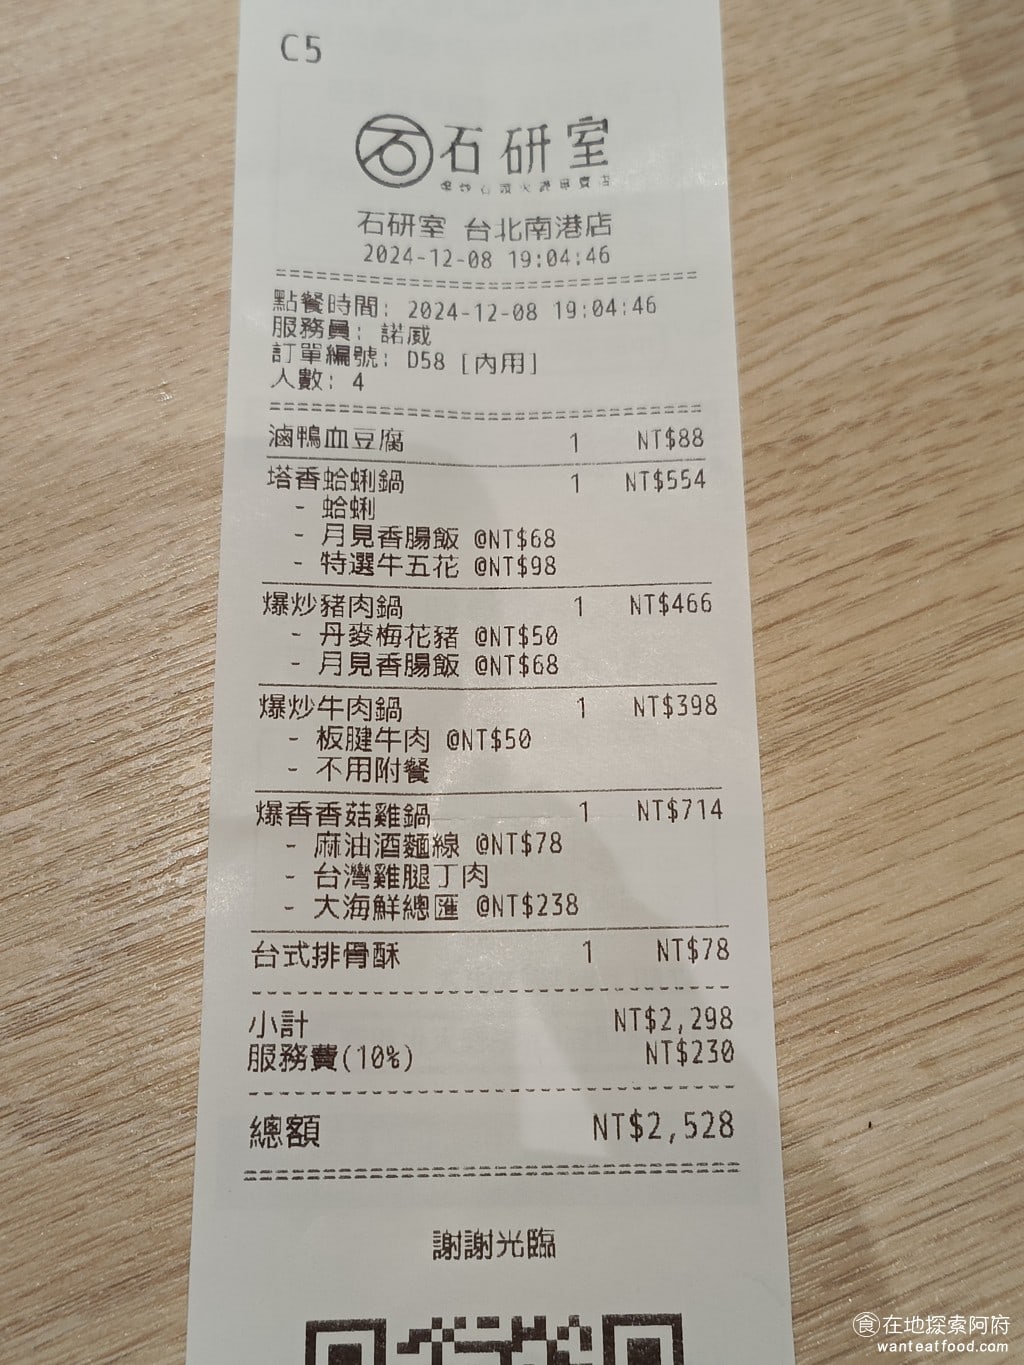 C5
石研室
石研室 台北南港店
2024-12-08 19:04:46
點餐時間: 2024-12-08 19:04:46
服務員: 諾威
訂單編號: D58 [內用]
人數: 4
滷鴨血豆腐 1 NT$88
塔香蛤蜊鍋 1 NT$554
- 蛤蜊
- 月見香腸飯 @NT$68
- 特選牛五花 @NT$98
爆炒豬肉鍋 1 NT$466
- 丹麥梅花豬 @NT$50
- 月見香腸飯 @NT$68
爆炒牛肉鍋 1 NT$398
- 板腱牛肉 @NT$50
- 不用附餐
爆香香菇雞鍋 1 NT$714
- 麻油酒麵線 @NT$78
- 台灣雞腿丁肉
- 大海鮮總匯 @NT$238
台式排骨酥 1 NT$78
小計 NT$2,298
服務費(10%) NT$230
總額 NT$2,528
謝謝光臨
食在地探索阿府
wanteatfood.com